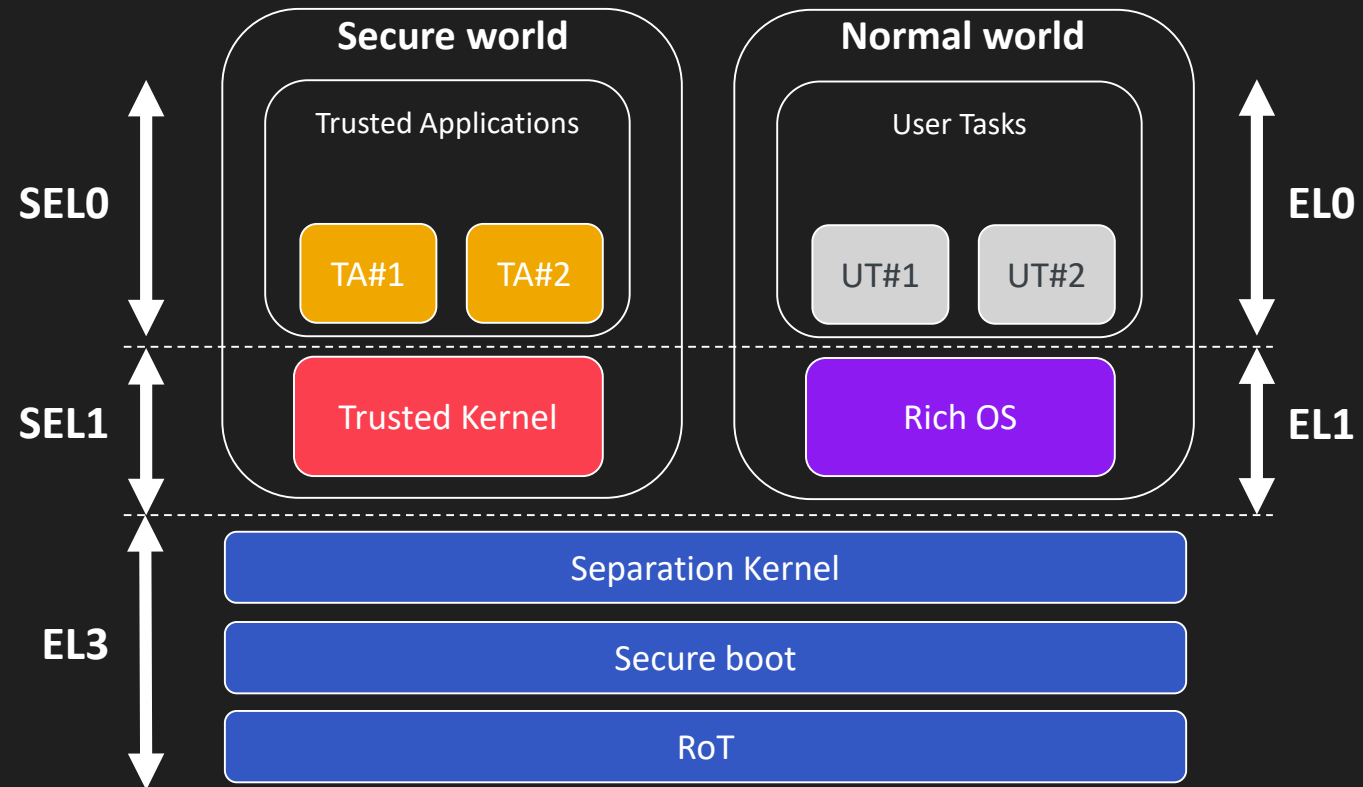 Secure world
Normal world
Trusted Applications
User Tasks
SEL0
EL0
TA#1
TA#2
UT#1
UT#2
SEL1
Trusted Kernel
Rich OS
EL1
Separation Kernel
EL3
Secure boot
RoT